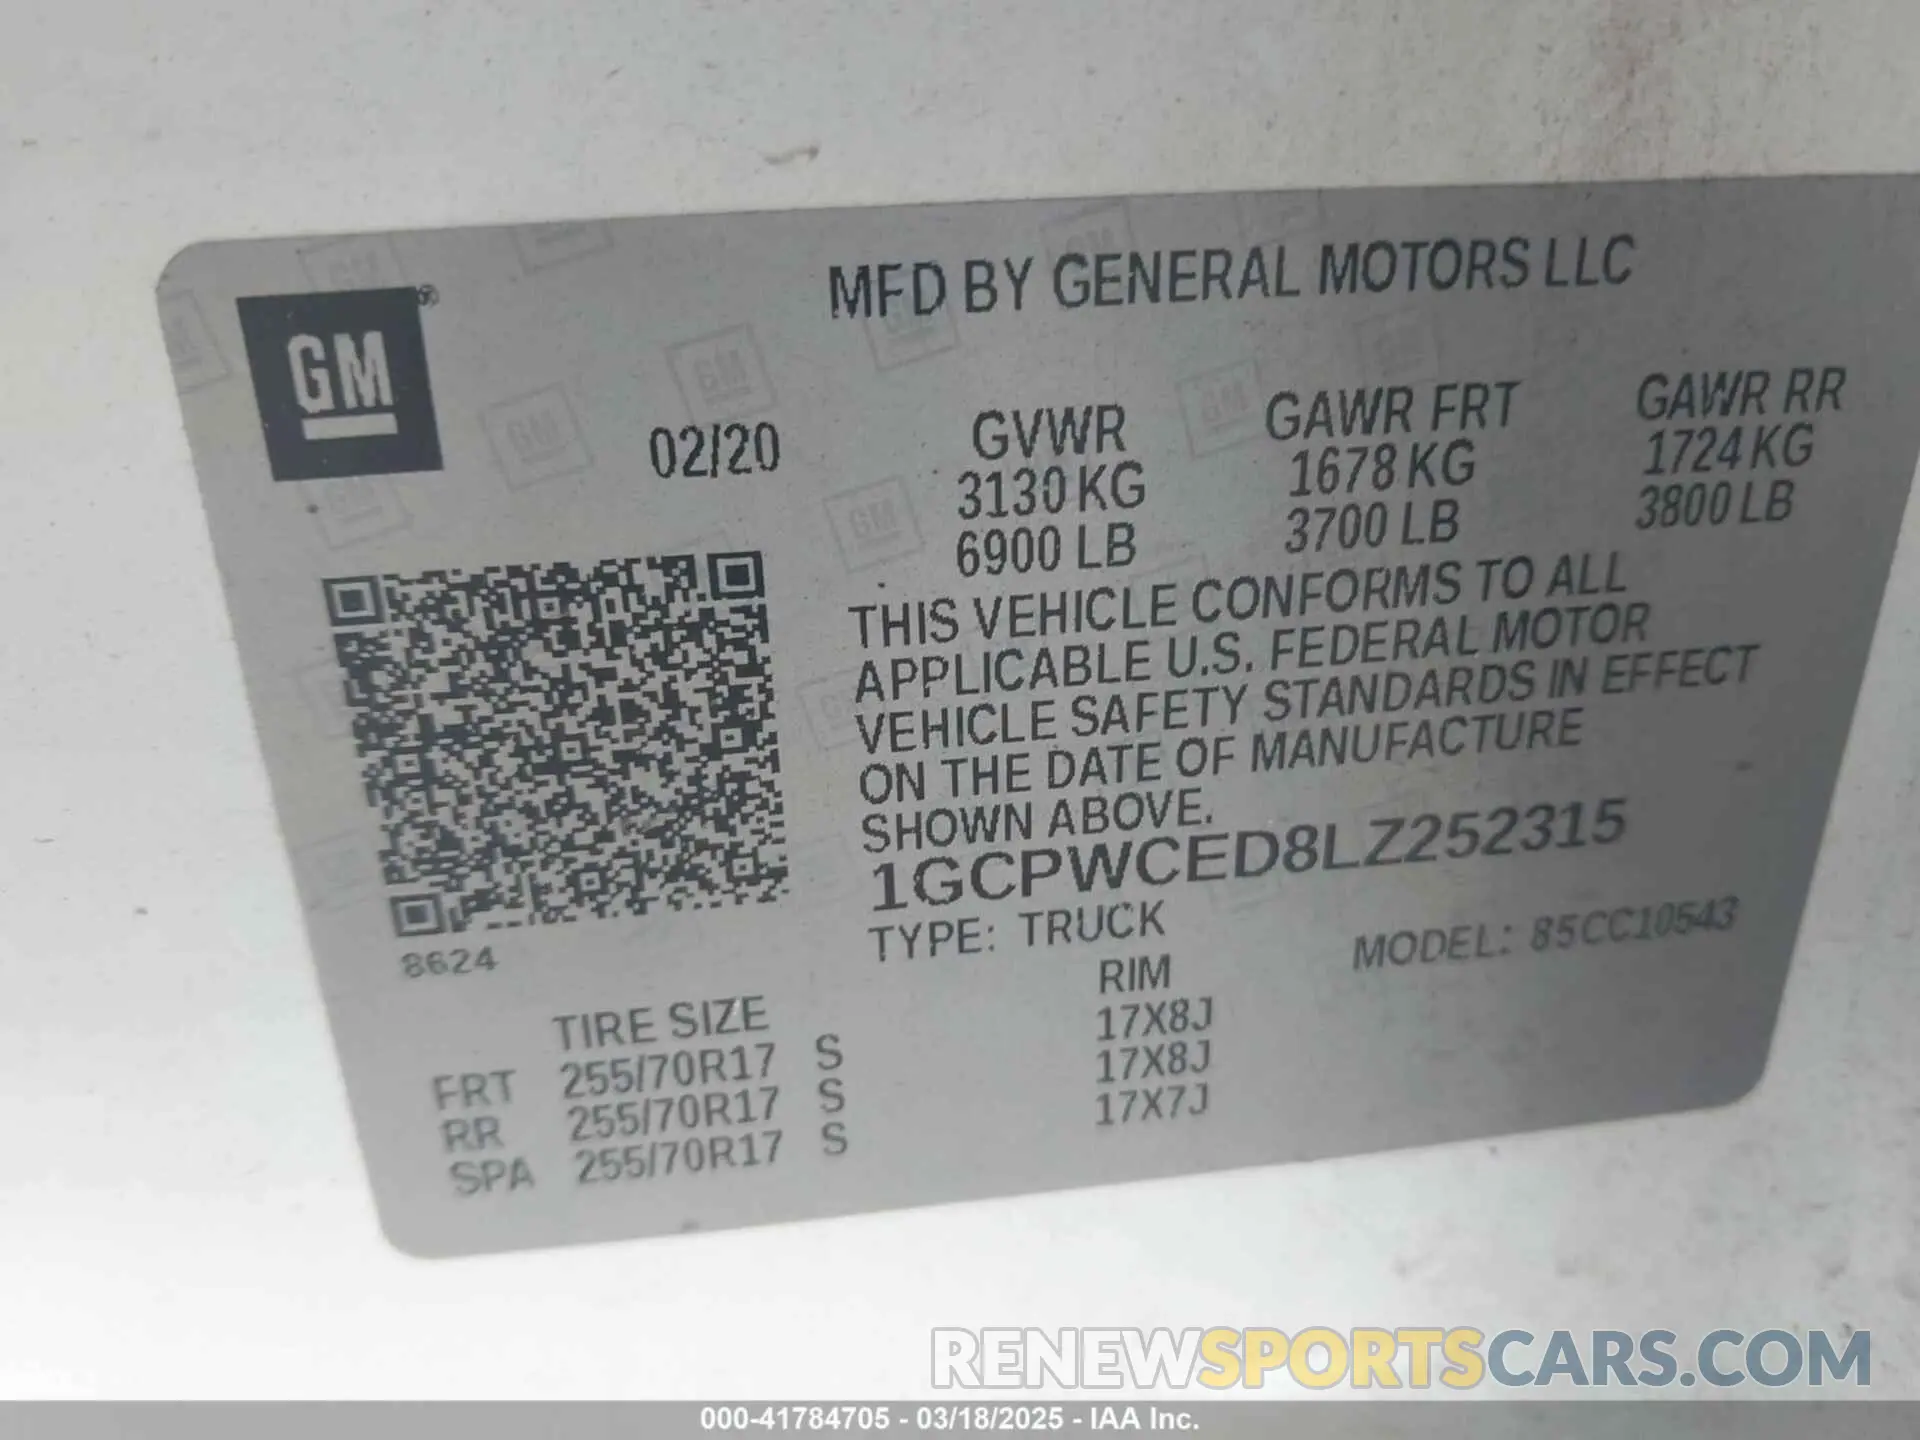 MFD BY GENERAL MOTORS LLC
GM®
02/20
GVWR
3130 KG
6900 LB
GAWR FRT
1678 KG
3700 LB
GAWR RR
1724 KG
3800 LB
THIS VEHICLE CONFORMS TO ALL
APPLICABLE U.S. FEDERAL MOTOR
VEHICLE SAFETY STANDARDS IN EFFECT
ON THE DATE OF MANUFACTURE
SHOWN ABOVE.
1GCPWCED8LZ252315
TYPE: TRUCK
MODEL: 85CC10543
8624
TIRE SIZE
RIM
FRT 255/70R17 S 17X8J
RR 255/70R17 S 17X8J
SPA 255/70R17 S 17X7J
RENEWSPORTSCARS.COM
000-41784705 - 03/18/2025 - IAA Inc.